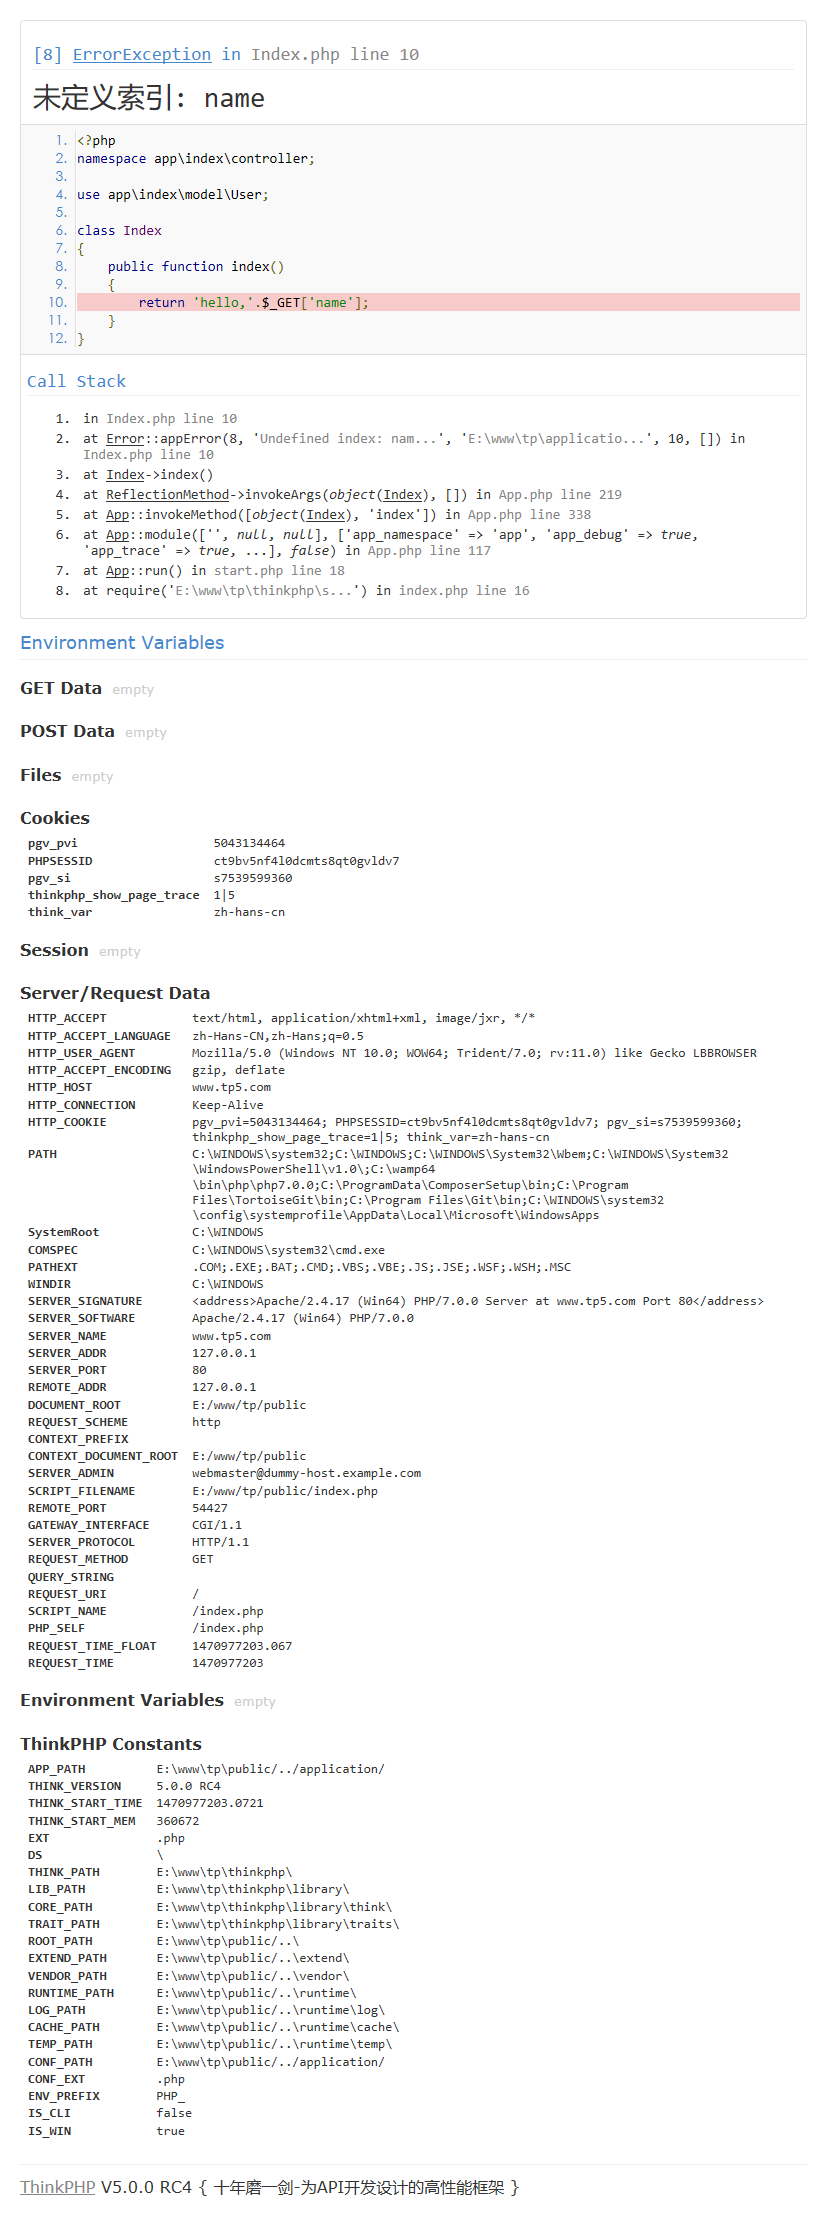 [8] ErrorException in Index.php line 10
未定义索引: name
1. <?php
2. namespace app\index\controller;
3.
4. use app\index\model\User;
5.
6. class Index
7. {
8.     public function index()
9.     {
10.         return 'hello,'.$_GET['name'];
11.     }
12. }
Call Stack
1. in Index.php line 10
2. at Error::appError(8, 'Undefined index: nam...', 'E:\www\tp\applicatio...', 10, []) in
Index.php line 10
3. at Index->index()
4. at ReflectionMethod->invokeArgs(object(Index), []) in App.php line 219
5. at App::invokeMethod([object(Index), 'index']) in App.php line 338
6. at App::module(['', null, null], ['app_namespace' => 'app', 'app_debug' => true,
'app_trace' => true, ...], false) in App.php line 117
7. at App::run() in start.php line 18
8. at require('E:\www\tp\thinkphp\s...') in index.php line 16
Environment Variables
GET Data empty
POST Data empty
Files empty
Cookies
pgv_pvi 5043134464
PHPSESSID ct9bv5nf4l0dcmts8qt0gvldv7
pgv_si s7539599360
thinkphp_show_page_trace 1|5
think_var zh-hans-cn
Session empty
Server/Request Data
HTTP_ACCEPT text/html, application/xhtml+xml, image/jxr, */*
HTTP_ACCEPT_LANGUAGE zh-Hans-CN,zh-Hans;q=0.5
HTTP_USER_AGENT Mozilla/5.0 (Windows NT 10.0; WOW64; Trident/7.0; rv:11.0) like Gecko LBBROWSER
HTTP_ACCEPT_ENCODING gzip, deflate
HTTP_HOST www.tp5.com
HTTP_CONNECTION Keep-Alive
HTTP_COOKIE pgv_pvi=5043134464; PHPSESSID=ct9bv5nf4l0dcmts8qt0gvldv7; pgv_si=s7539599360;
thinkphp_show_page_trace=1|5; think_var=zh-hans-cn
PATH C:\WINDOWS\system32;C:\WINDOWS;C:\WINDOWS\System32\Wbem;C:\WINDOWS\System32
\WindowsPowerShell\v1.0\;C:\wamp64
\bin\php\php7.0.0;C:\ProgramData\ComposerSetup\bin;C:\Program
Files\TortoiseGit\bin;C:\Program Files\Git\bin;C:\WINDOWS\system32
\config\systemprofile\AppData\Local\Microsoft\WindowsApps
SystemRoot C:\WINDOWS
COMSPEC C:\WINDOWS\system32\cmd.exe
PATHEXT .COM;.EXE;.BAT;.CMD;.VBS;.VBE;.JS;.JSE;.WSF;.WSH;.MSC
WINDIR C:\WINDOWS
SERVER_SIGNATURE <address>Apache/2.4.17 (Win64) PHP/7.0.0 Server at www.tp5.com Port 80</address>
SERVER_SOFTWARE Apache/2.4.17 (Win64) PHP/7.0.0
SERVER_NAME www.tp5.com
SERVER_ADDR 127.0.0.1
SERVER_PORT 80
REMOTE_ADDR 127.0.0.1
DOCUMENT_ROOT E:/www/tp/public
REQUEST_SCHEME http
CONTEXT_PREFIX
CONTEXT_DOCUMENT_ROOT E:/www/tp/public
SERVER_ADMIN webmaster@dummy-host.example.com
SCRIPT_FILENAME E:/www/tp/public/index.php
REMOTE_PORT 54427
GATEWAY_INTERFACE CGI/1.1
SERVER_PROTOCOL HTTP/1.1
REQUEST_METHOD GET
QUERY_STRING
REQUEST_URI /
SCRIPT_NAME /index.php
PHP_SELF /index.php
REQUEST_TIME_FLOAT 1470977203.067
REQUEST_TIME 1470977203
Environment Variables empty
ThinkPHP Constants
APP_PATH E:\www\tp\public/../application/
THINK_VERSION 5.0.0 RC4
THINK_START_TIME 1470977203.0721
THINK_START_MEM 360672
EXT .php
DS \
THINK_PATH E:\www\tp\thinkphp\
LIB_PATH E:\www\tp\thinkphp\library\
CORE_PATH E:\www\tp\thinkphp\library\think\
TRAIT_PATH E:\www\tp\thinkphp\library\traits\
ROOT_PATH E:\www\tp\public/..\
EXTEND_PATH E:\www\tp\public/..\extend\
VENDOR_PATH E:\www\tp\public/..\vendor\
RUNTIME_PATH E:\www\tp\public/..\runtime\
LOG_PATH E:\www\tp\public/..\runtime\log\
CACHE_PATH E:\www\tp\public/..\runtime\cache\
TEMP_PATH E:\www\tp\public/..\runtime\temp\
CONF_PATH E:\www\tp\public/../application/
CONF_EXT .php
ENV_PREFIX PHP_
IS_CLI false
IS_WIN true
ThinkPHP V5.0.0 RC4 { 十年磨一剑-为API开发设计的高性能框架 }